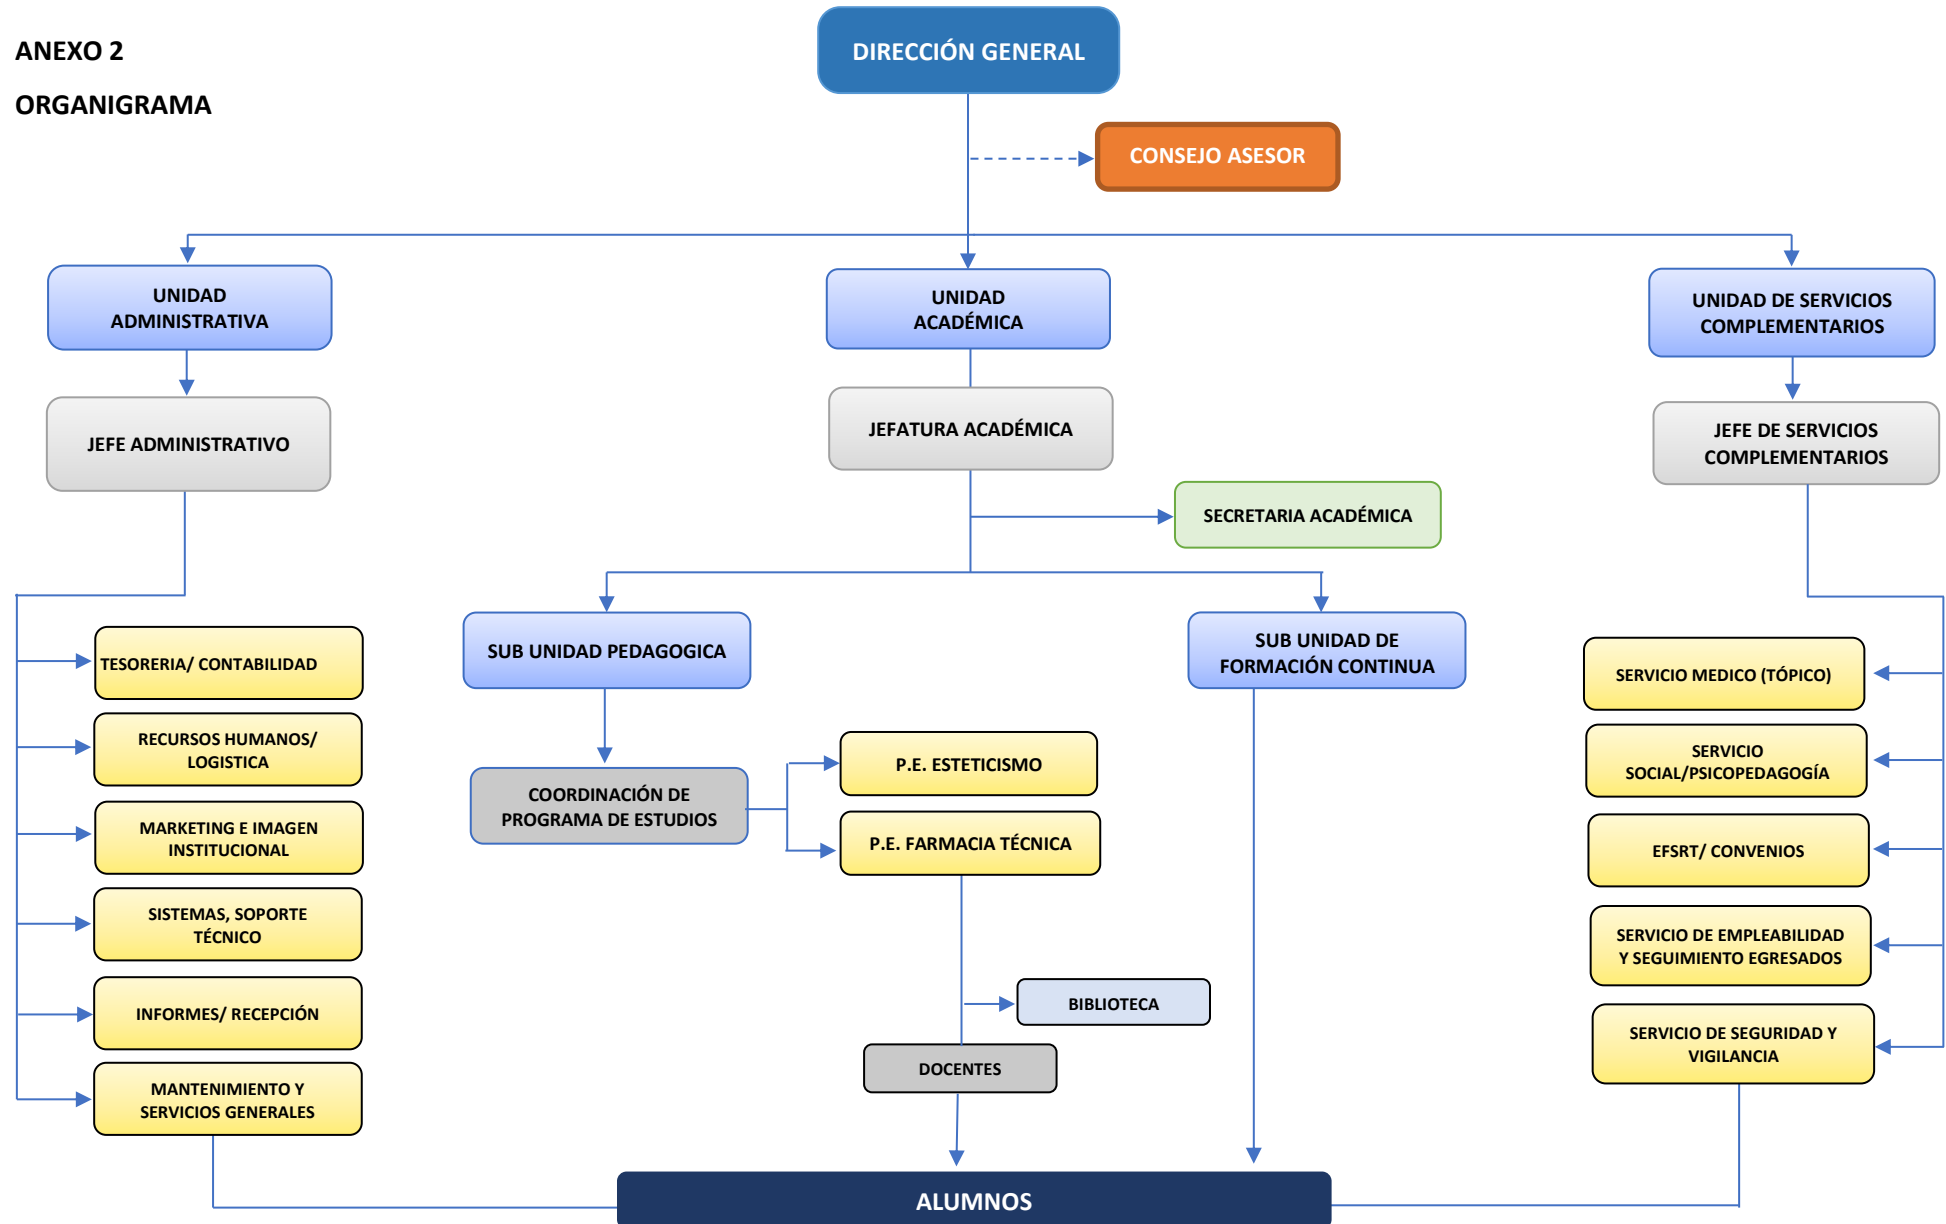 ANEXO 2
ORGANIGRAMA
DIRECCIÓN GENERAL
CONSEJO ASESOR
UNIDAD
ADMINISTRATIVA
UNIDAD
ACADÉMICA
UNIDAD DE SERVICIOS
COMPLEMENTARIOS
JEFE ADMINISTRATIVO
JEFATURA ACADÉMICA
JEFE DE SERVICIOS
COMPLEMENTARIOS
SECRETARIA ACADÉMICA
SUB UNIDAD PEDAGOGICA
SUB UNIDAD DE
FORMACIÓN CONTINUA
TESORERIA/ CONTABILIDAD
RECURSOS HUMANOS/
LOGISTICA
MARKETING E IMAGEN
INSTITUCIONAL
SISTEMAS, SOPORTE
TÉCNICO
INFORMES/ RECEPCIÓN
MANTENIMIENTO Y
SERVICIOS GENERALES
COORDINACIÓN DE
PROGRAMA DE ESTUDIOS
P.E. ESTETICISMO
P.E. FARMACIA TÉCNICA
BIBLIOTECA
DOCENTES
SERVICIO MEDICO (TÓPICO)
SERVICIO
SOCIAL/PSICOPEDAGOGÍA
EFSRT/ CONVENIOS
SERVICIO DE EMPLEABILIDAD
Y SEGUIMIENTO EGRESADOS
SERVICIO DE SEGURIDAD Y
VIGILANCIA
ALUMNOS